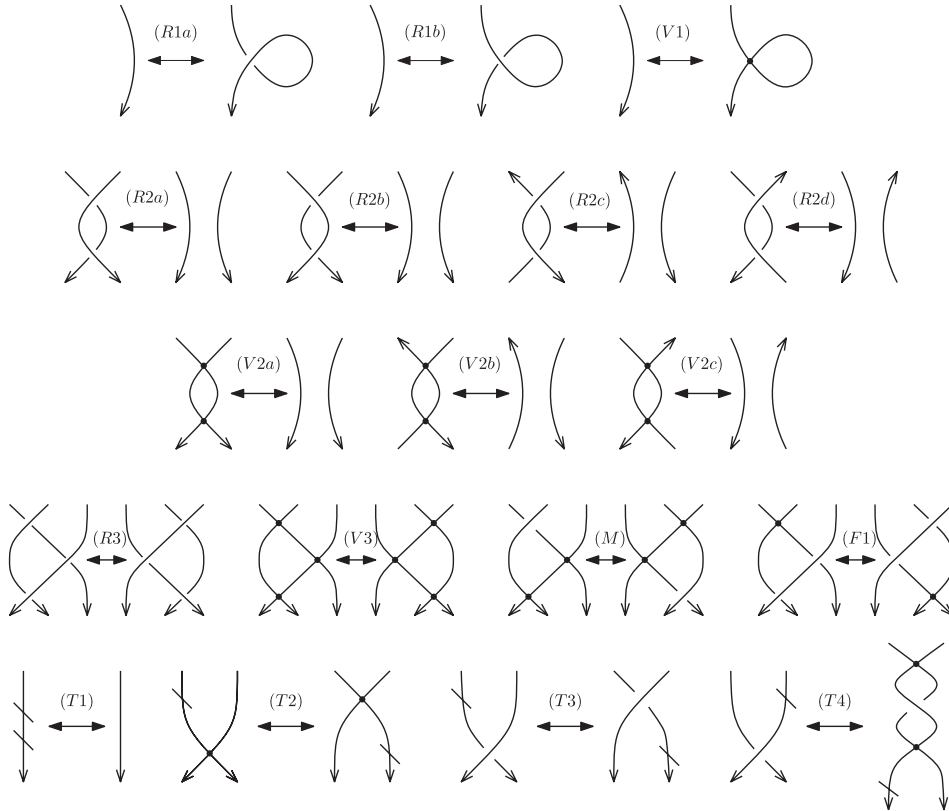 (R1a) (R1b) (V1)
(R2a) (R2b) (R2c) (R2d)
(V2a) (V2b) (V2c)
(R3) (V3) (M) (F1)
(T1) (T2) (T3) (T4)